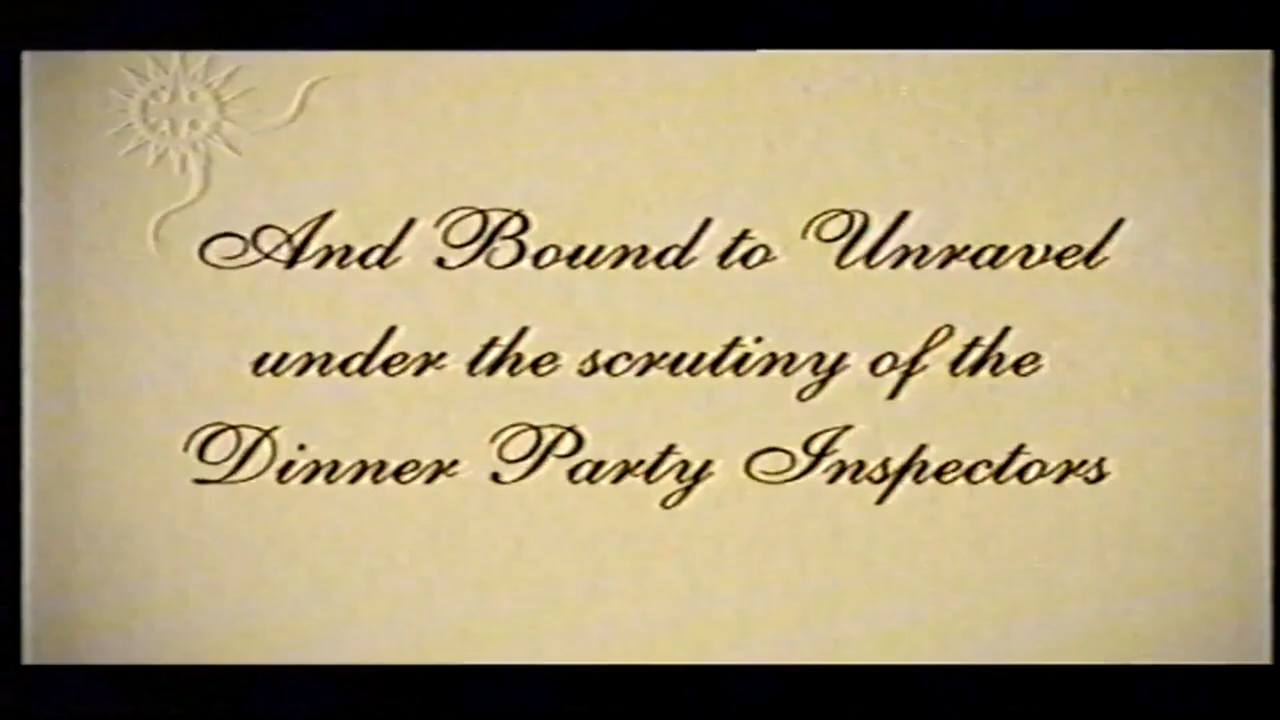 And Bound to Unravel
under the scrutiny of the
Dinner Party Inspectors